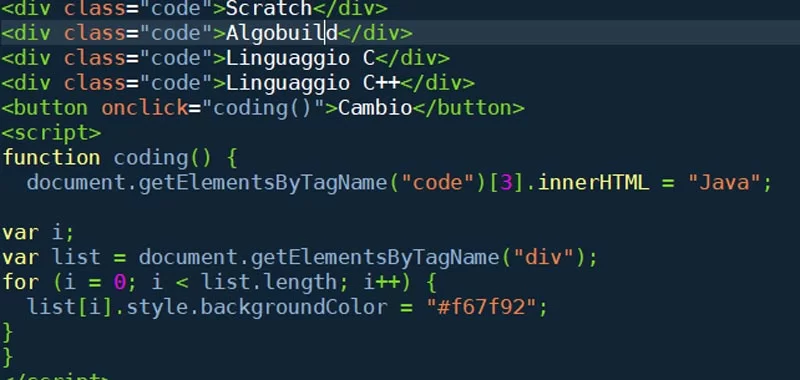 <div class="code">Scratch</div>
<div class="code">Algobuild</div>
<div class="code">Linguaggio C</div>
<div class="code">Linguaggio C++</div>
<button onclick="coding()">Cambio</button>
<script>
function coding() {
document.getElementsByTagName("code")[3].innerHTML = "Java";
var i;
var list = document.getElementsByTagName("div");
for (i = 0; i < list.length; i++) {
list[i].style.backgroundColor = "#f67f92";
}
}
</script>